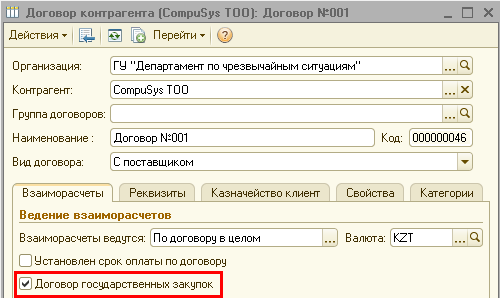 Договор контрагента (CompuSys ТОО): Договор №001
Действия Перейти
Организация: ГУ "Департамент по чрезвычайным ситуациям" ...
Контрагент: CompuSys ТОО ...
Группа договоров: ...
Наименование : Договор №001 Код: 000000046
Вид договора: С поставщиком
Взаиморасчеты Реквизиты Казначейство клиент Свойства Категории
Ведение взаиморасчетов
Взаиморасчеты ведутся: По договору в целом ... Валюта: KZT ...
Установлен срок оплаты по договору
Договор государственных закупок